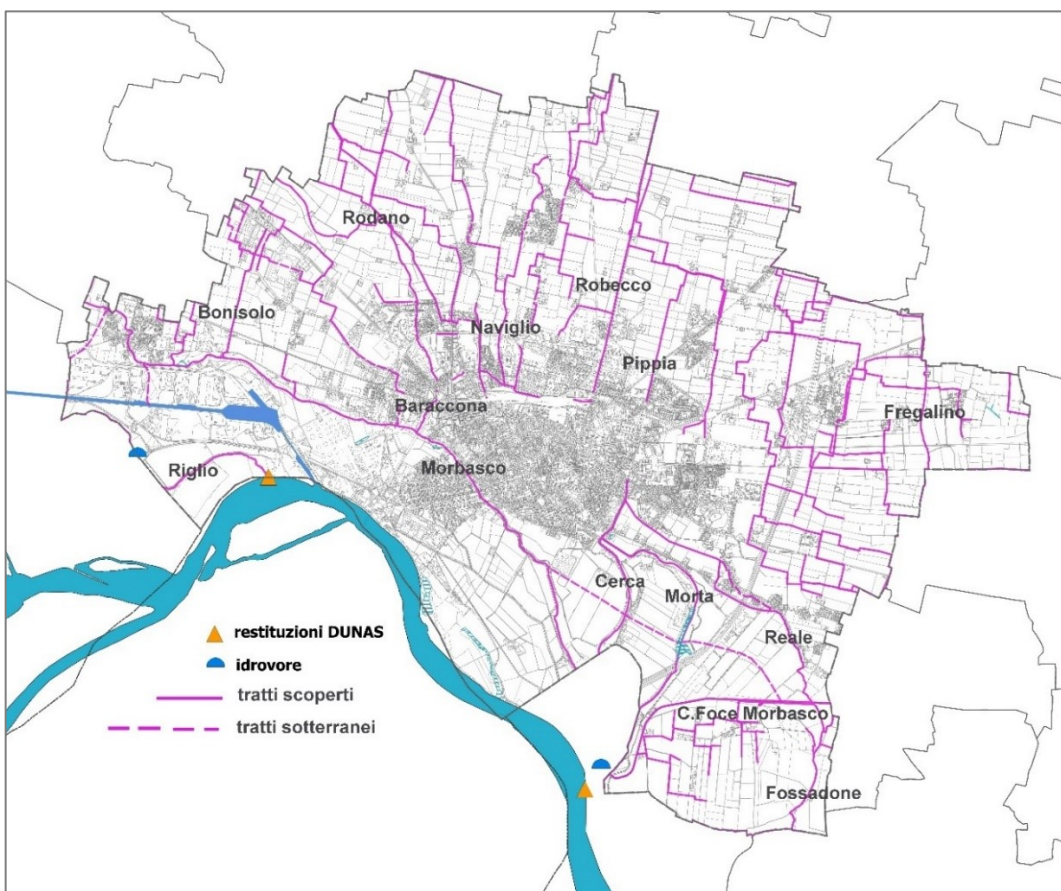 Rodano
Robecco
Bonisolo
Naviglio
Pippia
Baraccona
Fregalino
Morbasco
Riglio
Cerca
Morta
restituzioni DUNAS
Reale
idrovore
tratti scoperti
C.Foce Morbasco
tratti sotterranei
Fossadone